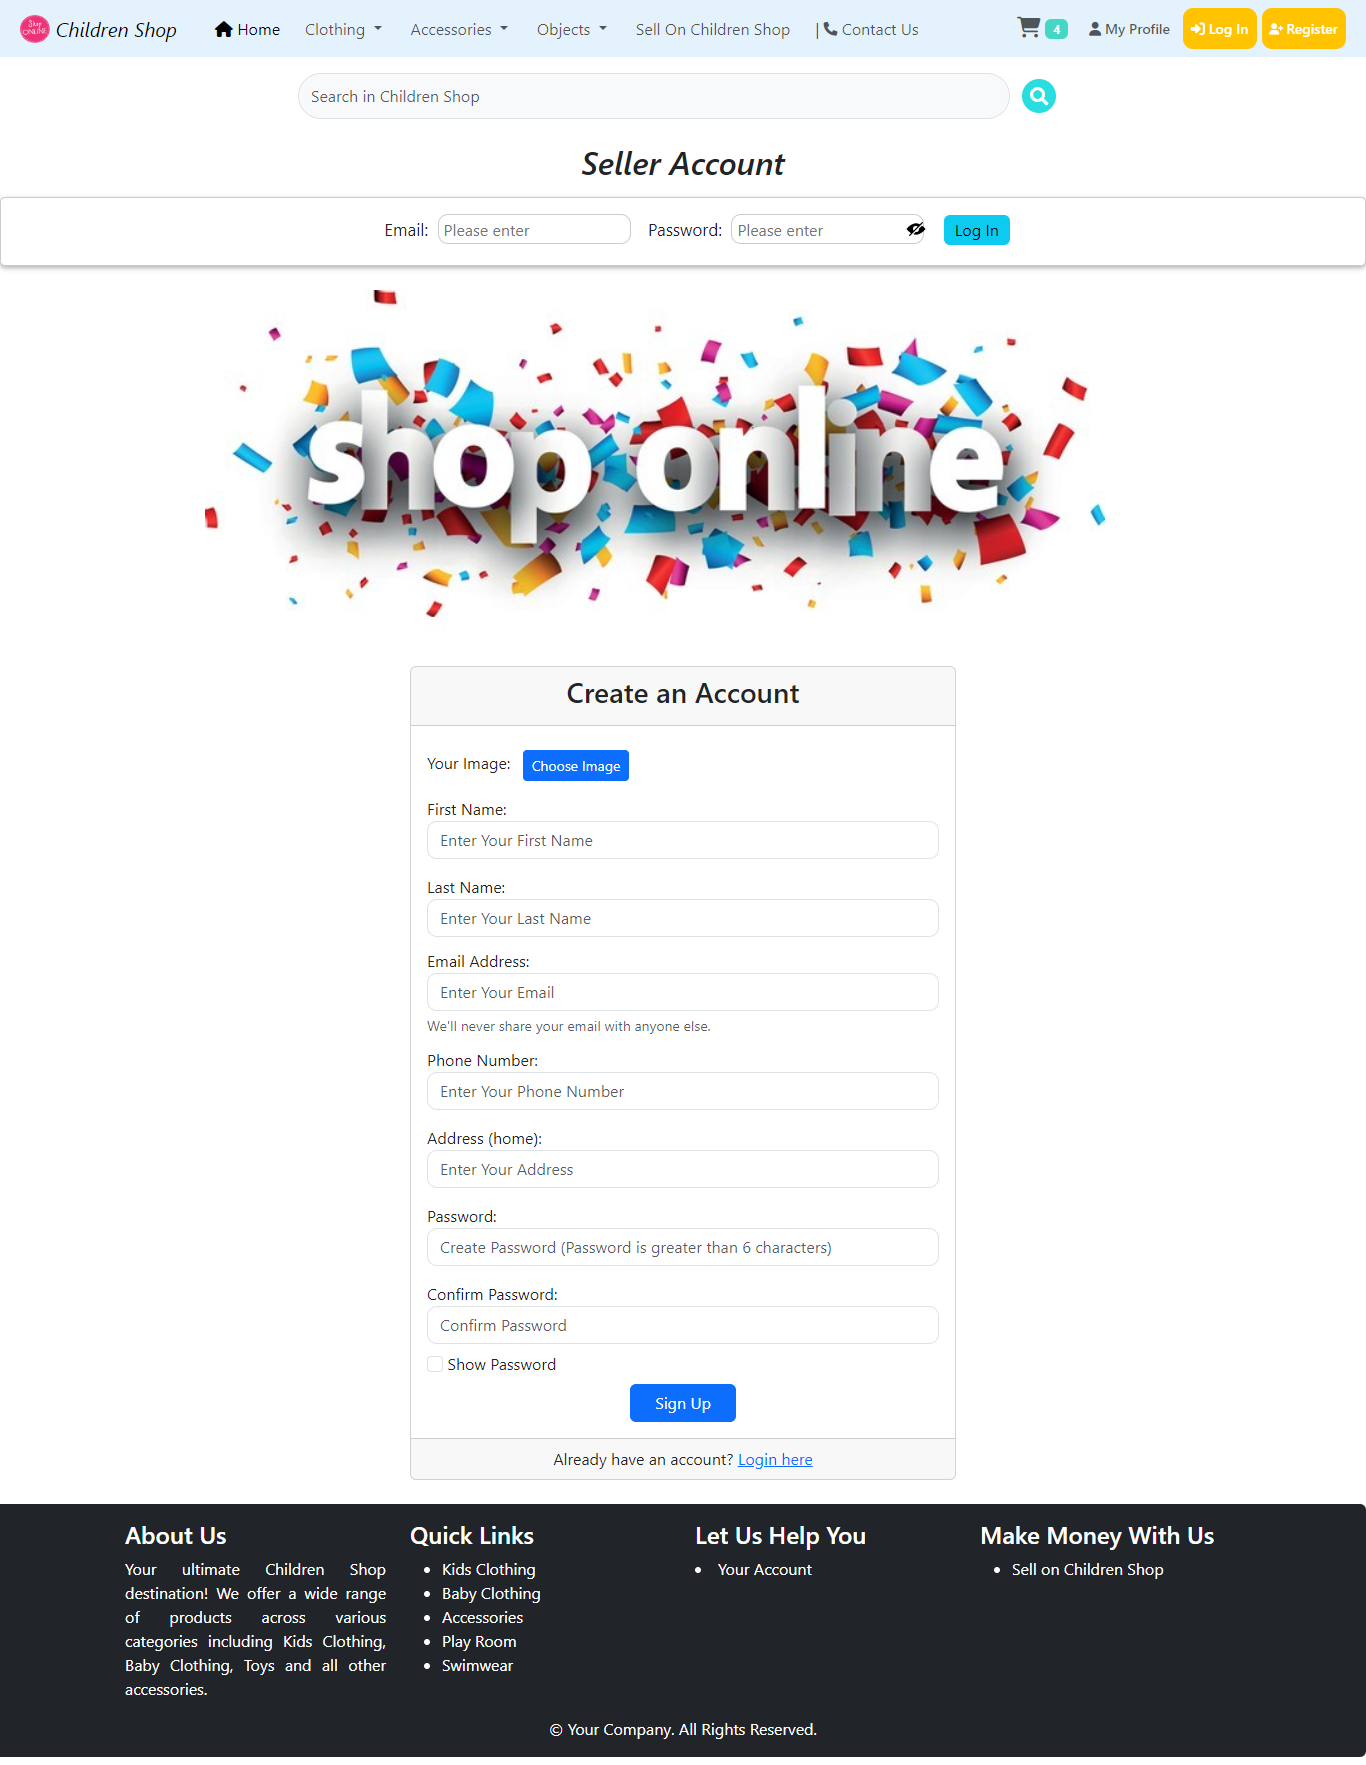 Shop ONLINE Children Shop Home Clothing Accessories Objects Sell On Children Shop | Contact Us 4 My Profile Log In Register
Search in Children Shop
Seller Account
Email: Please enter Password: Please enter Log In
shop online
Create an Account
Your Image: Choose Image
First Name:
Enter Your First Name
Last Name:
Enter Your Last Name
Email Address:
Enter Your Email
We'll never share your email with anyone else.
Phone Number:
Enter Your Phone Number
Address (home):
Enter Your Address
Password:
Create Password (Password is greater than 6 characters)
Confirm Password:
Confirm Password
Show Password
Sign Up
Already have an account? Login here
About Us
Your ultimate Children Shop
destination! We offer a wide range
of products across various
categories including Kids Clothing,
Baby Clothing, Toys and all other
accessories.
Quick Links
Kids Clothing
Baby Clothing
Accessories
Play Room
Swimwear
Let Us Help You
Your Account
Make Money With Us
Sell on Children Shop
© Your Company. All Rights Reserved.